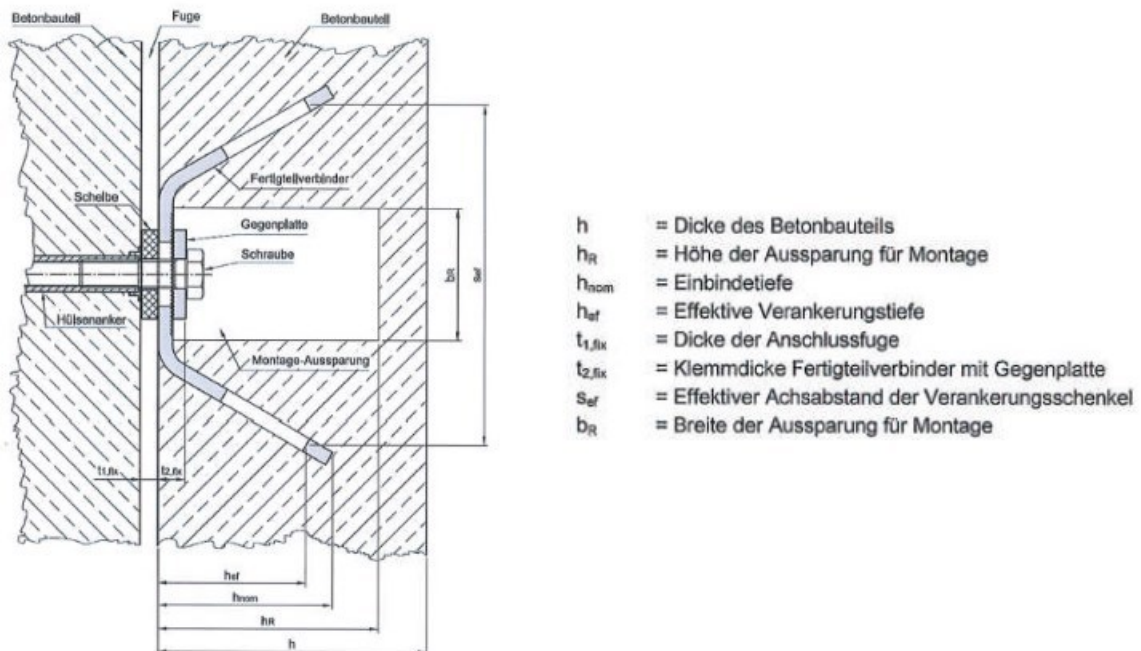 Betonbauteil Fuge Betonbauteil
Fertigteilverbinder
Scheibe
Gegenplatte
Schraube
Hülsenanker
Montage-Aussparung
bR
sef
t1,fix t2,fix
hef
hnom
hR
h
h = Dicke des Betonbauteils
hR = Höhe der Aussparung für Montage
hnom = Einbindetiefe
hef = Effektive Verankerungstiefe
t1,fix = Dicke der Anschlussfuge
t2,fix = Klemmdicke Fertigteilverbinder mit Gegenplatte
sef = Effektiver Achsabstand der Verankerungsschenkel
bR = Breite der Aussparung für Montage